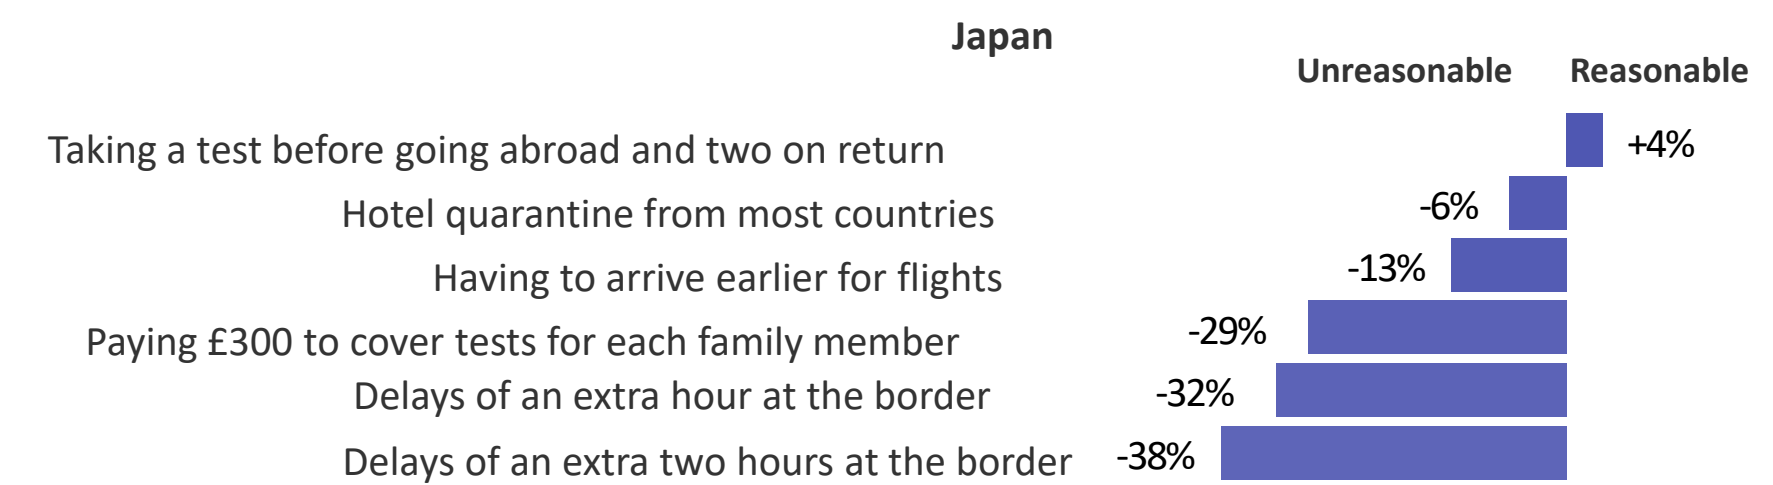 Japan
Unreasonable Reasonable
Taking a test before going abroad and two on return +4%
Hotel quarantine from most countries -6%
Having to arrive earlier for flights -13%
Paying £300 to cover tests for each family member -29%
Delays of an extra hour at the border -32%
Delays of an extra two hours at the border -38%